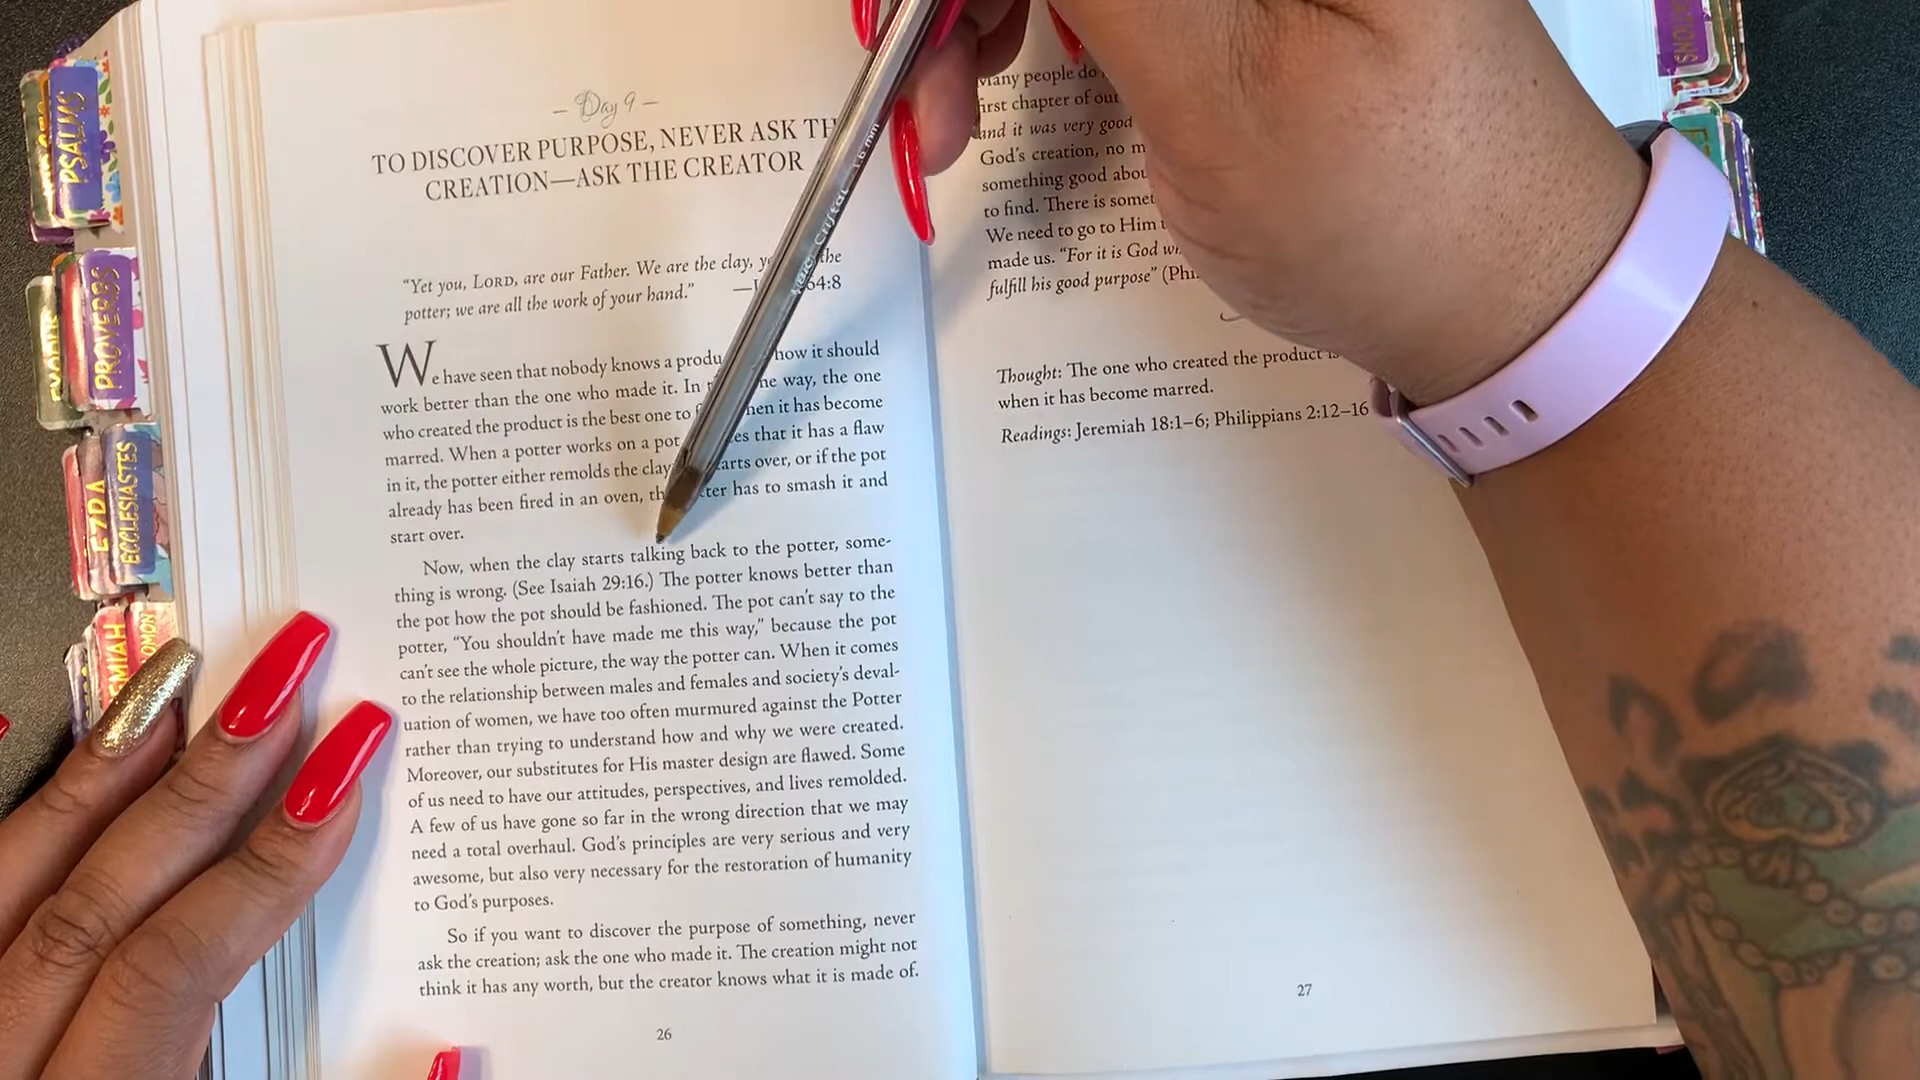 PSALMS
PROVERBS
EZRA
ECCLESIASTES
EMIAH
OMON
– Day 9 –
TO DISCOVER PURPOSE, NEVER ASK TH
CREATION—ASK THE CREATOR
“Yet you, LORD, are our Father. We are the clay, the
potter; we are all the work of your hand.” — 64:8
We have seen that nobody knows a produ how it should
work better than the one who made it. In the way, the one
who created the product is the best one to when it has become
marred. When a potter works on a pot that it has a flaw
in it, the potter either remolds the clay starts over, or if the pot
already has been fired in an oven, the potter has to smash it and
start over.
Now, when the clay starts talking back to the potter, some-
thing is wrong. (See Isaiah 29:16.) The potter knows better than
the pot how the pot should be fashioned. The pot can’t say to the
potter, “You shouldn’t have made me this way,” because the pot
can’t see the whole picture, the way the potter can. When it comes
to the relationship between males and females and society’s deval-
uation of women, we have too often murmured against the Potter
rather than trying to understand how and why we were created.
Moreover, our substitutes for His master design are flawed. Some
of us need to have our attitudes, perspectives, and lives remolded.
A few of us have gone so far in the wrong direction that we may
need a total overhaul. God’s principles are very serious and very
awesome, but also very necessary for the restoration of humanity
to God’s purposes.
So if you want to discover the purpose of something, never
ask the creation; ask the one who made it. The creation might not
think it has any worth, but the creator knows what it is made of.
26
Many people do
first chapter of our
and it was very good
God’s creation, no m
something good abou
to find. There is some
We need to go to Him
made us. “For it is God w
fulfill his good purpose” (Phi
Thought: The one who created the product is
when it has become marred.
Readings: Jeremiah 18:1–6; Philippians 2:12–16
27
Cristal 1.6 mm